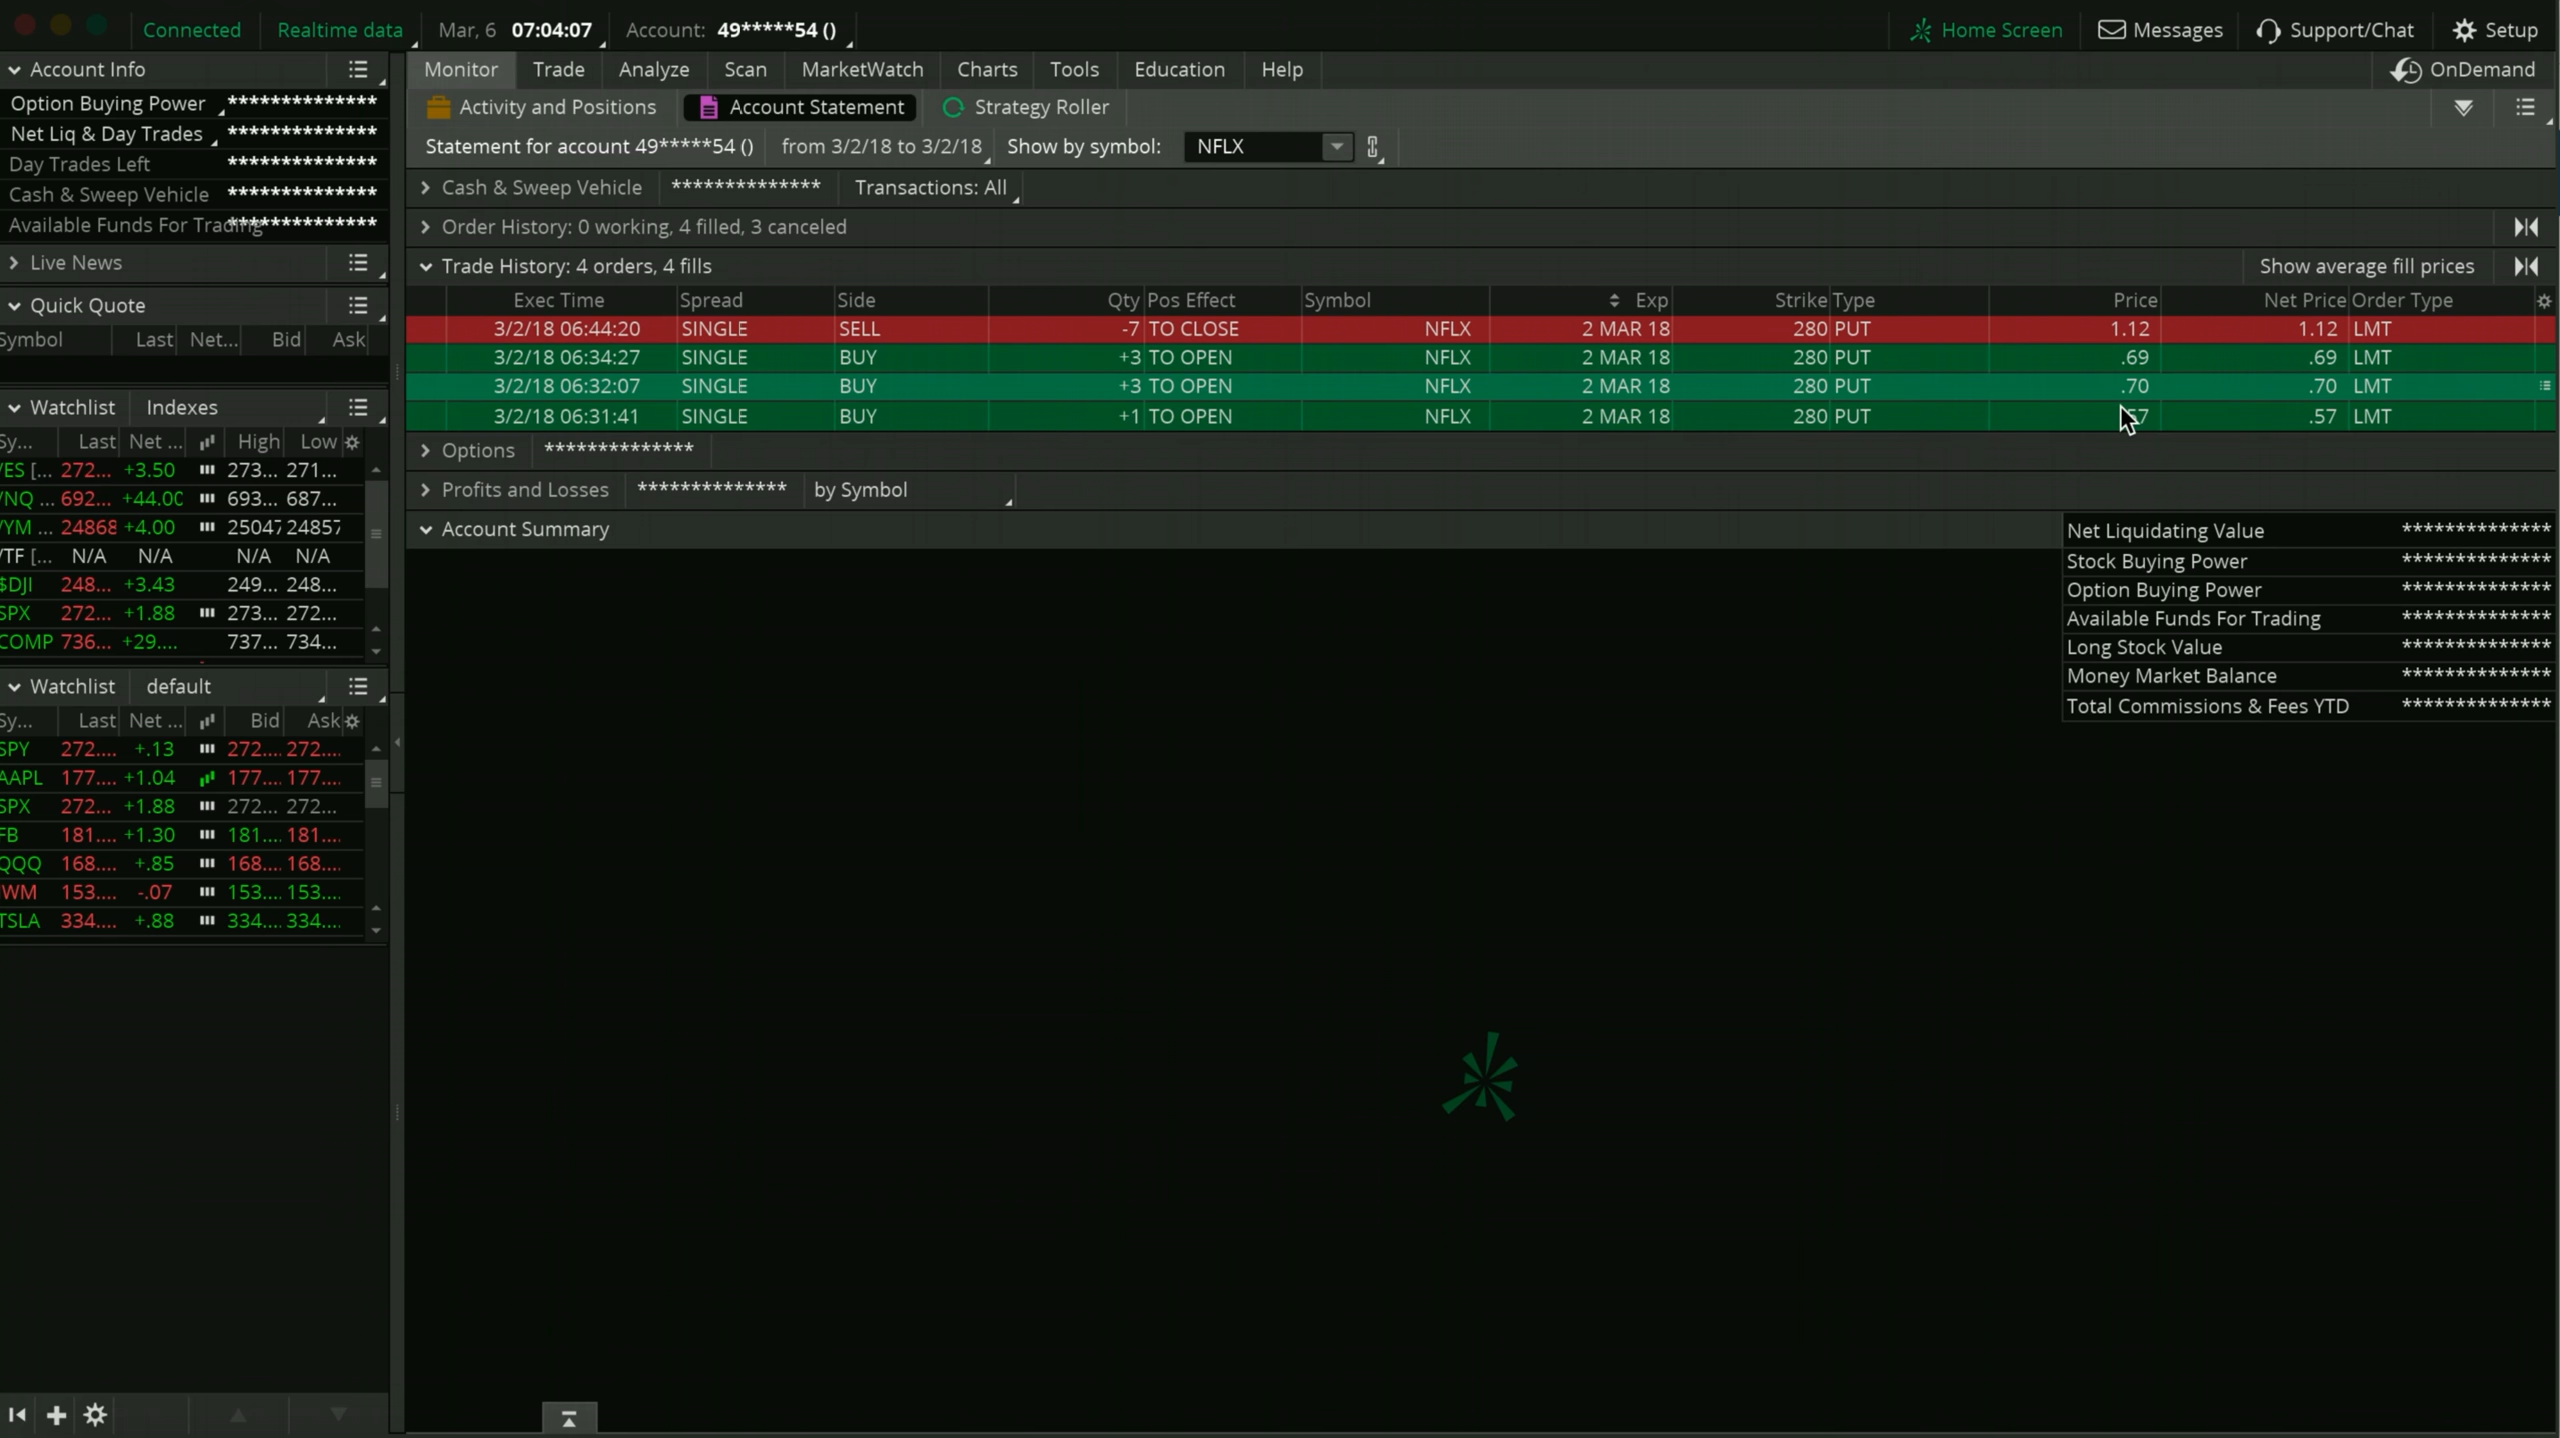 Connected Realtime data Mar, 6 07:04:07 Account: 49*****54 () Home Screen Messages Support/Chat Setup
Account Info
Option Buying Power **************
Net Liq & Day Trades **************
Day Trades Left **************
Cash & Sweep Vehicle **************
Available Funds For Trading **************
Live News
Quick Quote
Symbol Last Net... Bid Ask
Watchlist Indexes
Sy... Last Net ... High Low
/ES [... 272... +3.50 273... 271...
/NQ ... 692... +44.00 693... 687...
/YM ... 24868 +4.00 25047 24857
/TF [... N/A N/A N/A N/A
$DJI 248... +3.43 249... 248...
SPX 272... +1.88 273... 272...
COMP 736... +29.... 737... 734...
Watchlist default
Sy... Last Net ... Bid Ask
SPY 272.... +.13 272.... 272....
AAPL 177.... +1.04 177.... 177....
SPX 272... +1.88 272... 272...
FB 181.... +1.30 181.... 181....
QQQ 168.... +.85 168.... 168....
IWM 153.... -.07 153.... 153....
TSLA 334.... +.88 334.... 334....
Monitor Trade Analyze Scan MarketWatch Charts Tools Education Help OnDemand
Activity and Positions Account Statement Strategy Roller
Statement for account 49*****54 () from 3/2/18 to 3/2/18 Show by symbol: NFLX
Cash & Sweep Vehicle ************** Transactions: All
Order History: 0 working, 4 filled, 3 canceled
Trade History: 4 orders, 4 fills Show average fill prices
Exec Time Spread Side Qty Pos Effect Symbol Exp Strike Type Price Net Price Order Type
3/2/18 06:44:20 SINGLE SELL -7 TO CLOSE NFLX 2 MAR 18 280 PUT 1.12 1.12 LMT
3/2/18 06:34:27 SINGLE BUY +3 TO OPEN NFLX 2 MAR 18 280 PUT .69 .69 LMT
3/2/18 06:32:07 SINGLE BUY +3 TO OPEN NFLX 2 MAR 18 280 PUT .70 .70 LMT
3/2/18 06:31:41 SINGLE BUY +1 TO OPEN NFLX 2 MAR 18 280 PUT .57 .57 LMT
Options **************
Profits and Losses ************** by Symbol
Account Summary
Net Liquidating Value **************
Stock Buying Power **************
Option Buying Power **************
Available Funds For Trading **************
Long Stock Value **************
Money Market Balance **************
Total Commissions & Fees YTD **************